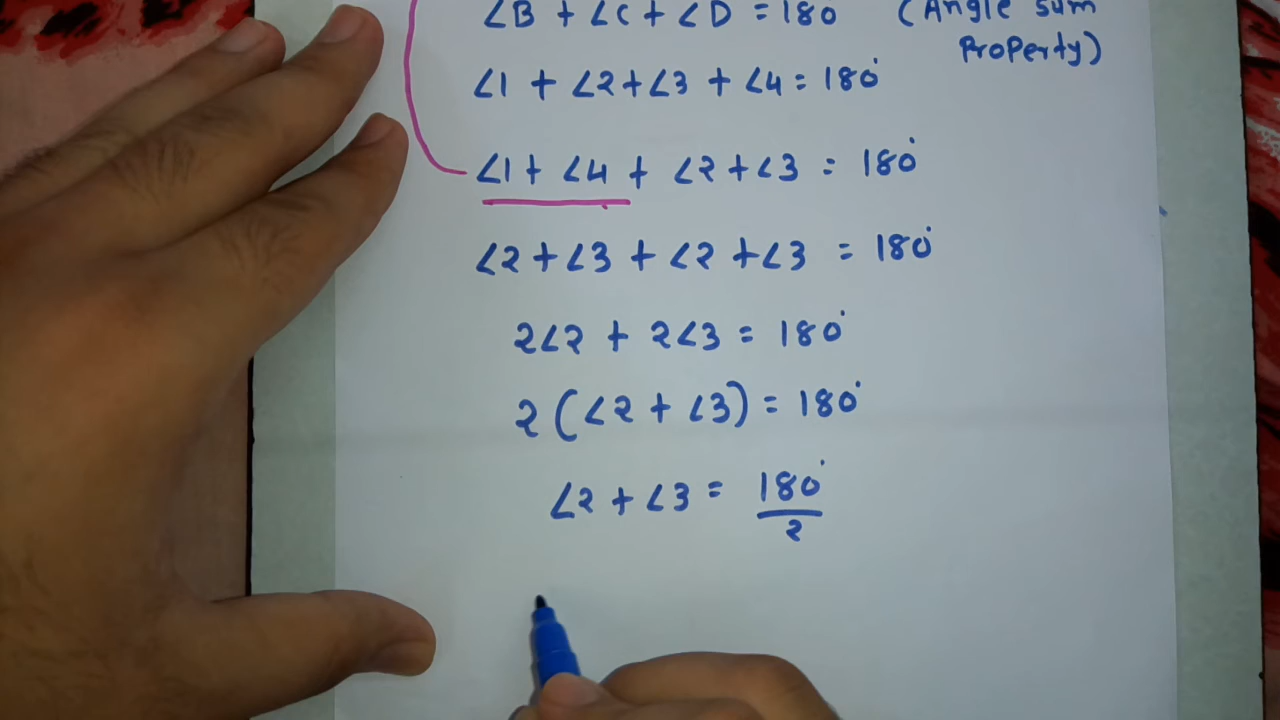 ∠B + ∠C + ∠D = 180 (Angle sum
Property)
∠1 + ∠2 + ∠3 + ∠4 = 180°
∠1 + ∠4 + ∠2 + ∠3 = 180°
∠2 + ∠3 + ∠2 + ∠3 = 180°
2∠2 + 2∠3 = 180°
2 (∠2 + ∠3) = 180°
∠2 + ∠3 = 180°/2